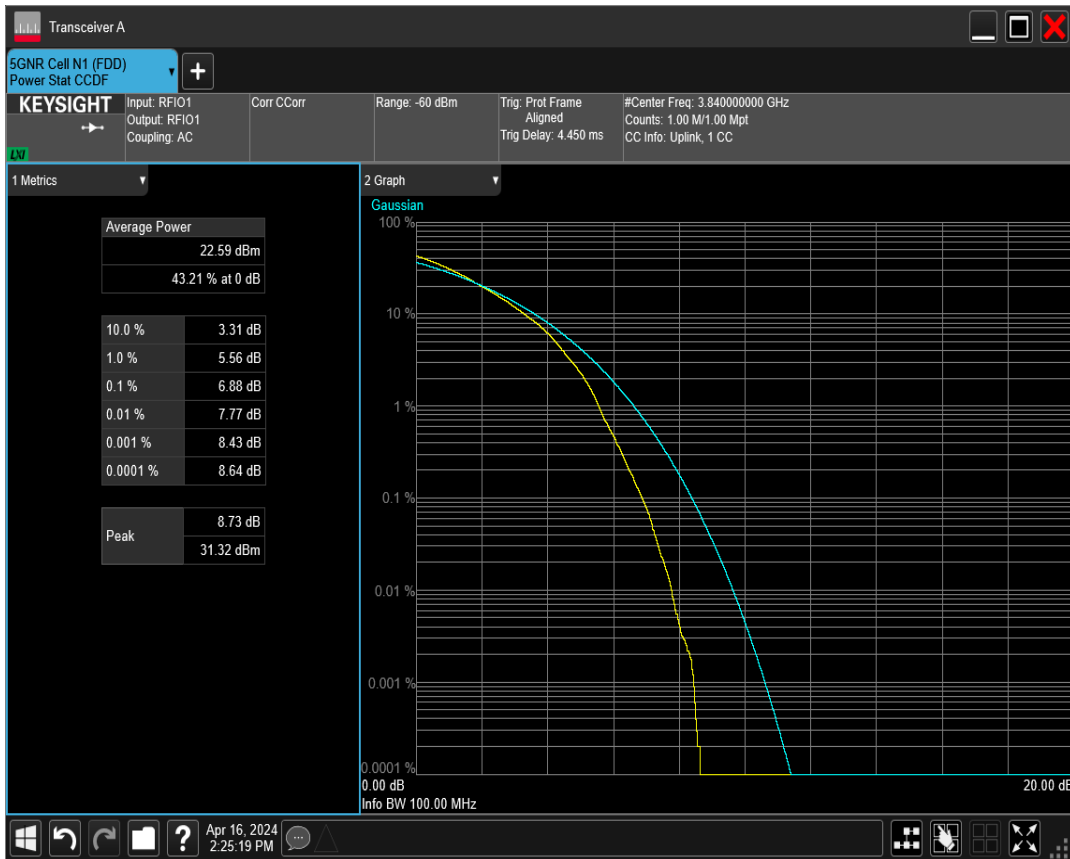 Transceiver A
5GNR Cell N1 (FDD)
Power Stat CCDF
KEYSIGHT
LXI
Input: RFIO1
Output: RFIO1
Coupling: AC
Corr CCorr
Range: -60 dBm
Trig: Prot Frame
Aligned
Trig Delay: 4.450 ms
#Center Freq: 3.840000000 GHz
Counts: 1.00 M/1.00 Mpt
CC Info: Uplink, 1 CC
1 Metrics
Average Power
22.59 dBm
43.21 % at 0 dB
10.0 % 3.31 dB
1.0 % 5.56 dB
0.1 % 6.88 dB
0.01 % 7.77 dB
0.001 % 8.43 dB
0.0001 % 8.64 dB
Peak
8.73 dB
31.32 dBm
2 Graph
Gaussian
100 %
10 %
1 %
0.1 %
0.01 %
0.001 %
0.0001 %
0.00 dB
20.00 dB
Info BW 100.00 MHz
?
Apr 16, 2024
2:25:19 PM